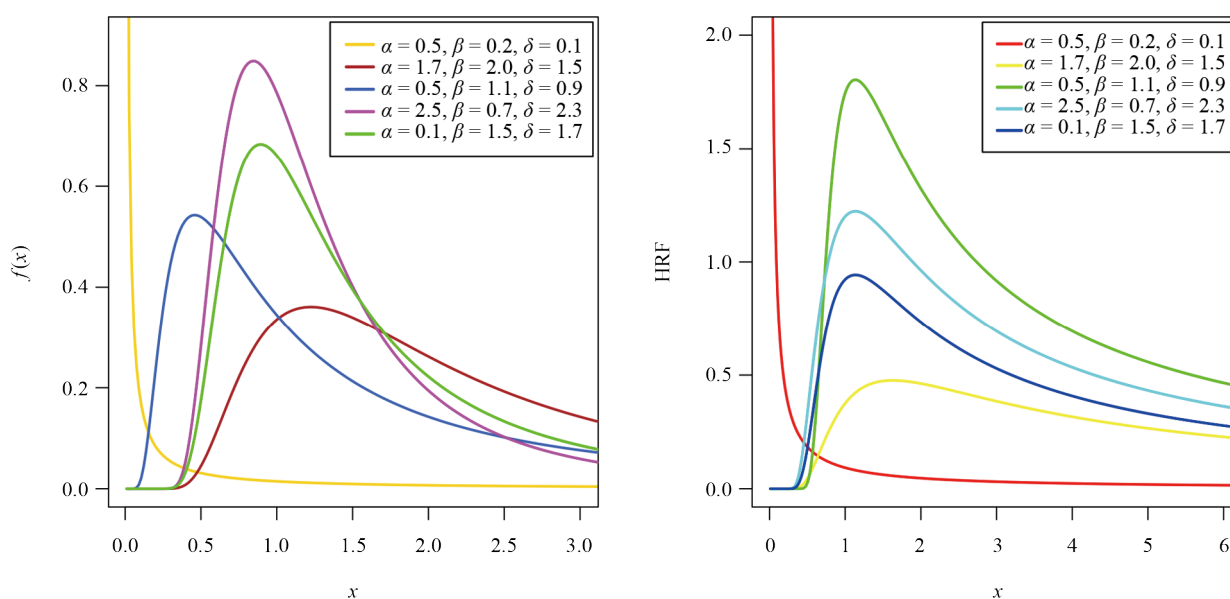 α = 0.5, β = 0.2, δ = 0.1
α = 1.7, β = 2.0, δ = 1.5
α = 0.5, β = 1.1, δ = 0.9
α = 2.5, β = 0.7, δ = 2.3
α = 0.1, β = 1.5, δ = 1.7
0.8
0.6
0.4
0.2
0.0
f(x)
0.0 0.5 1.0 1.5 2.0 2.5 3.0
x
α = 0.5, β = 0.2, δ = 0.1
α = 1.7, β = 2.0, δ = 1.5
α = 0.5, β = 1.1, δ = 0.9
α = 2.5, β = 0.7, δ = 2.3
α = 0.1, β = 1.5, δ = 1.7
2.0
1.5
1.0
0.5
0.0
HRF
0 1 2 3 4 5 6
x